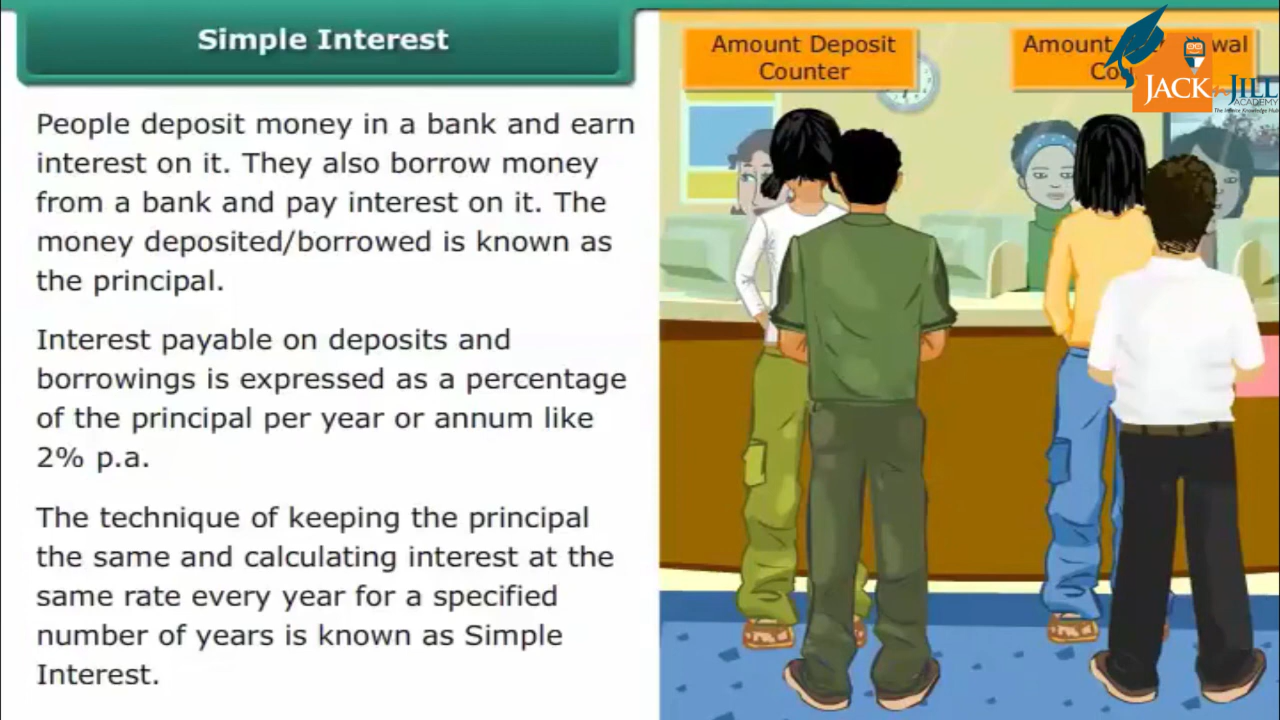 Simple Interest
People deposit money in a bank and earn
interest on it. They also borrow money
from a bank and pay interest on it. The
money deposited/borrowed is known as
the principal.
Interest payable on deposits and
borrowings is expressed as a percentage
of the principal per year or annum like
2% p.a.
The technique of keeping the principal
the same and calculating interest at the
same rate every year for a specified
number of years is known as Simple
Interest.
Amount Deposit
Counter
Amount
JACK n JILL
ACADEMY